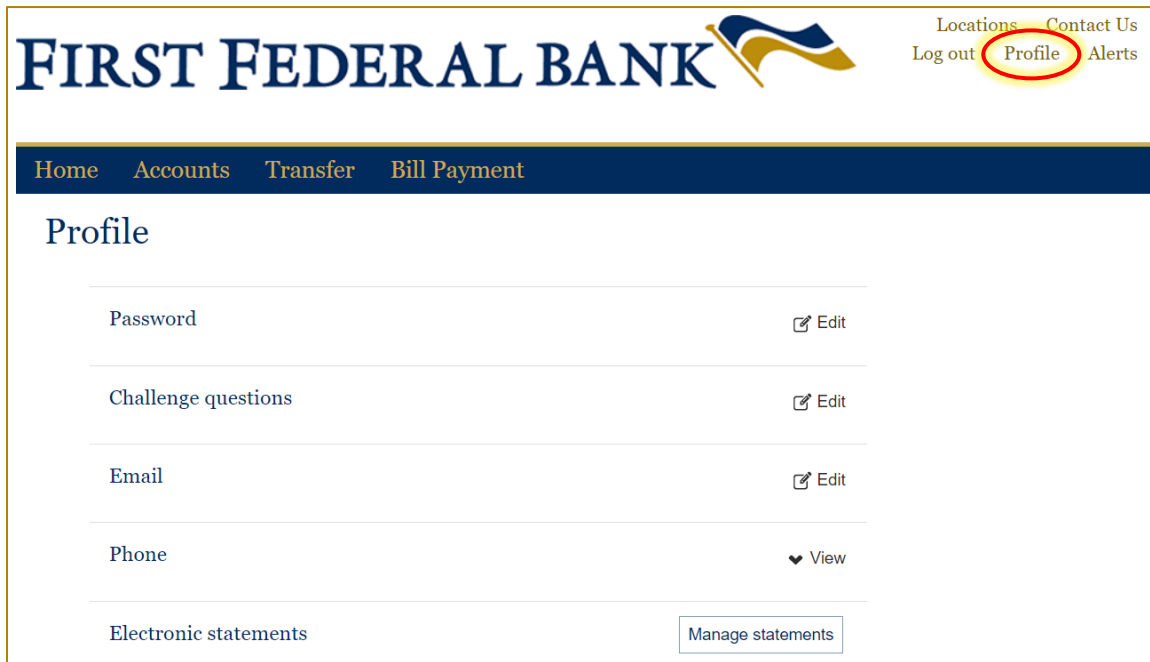 FIRST FEDERAL BANK
Locations Contact Us
Log out Profile Alerts
Home Accounts Transfer Bill Payment
Profile
Password Edit
Challenge questions Edit
Email Edit
Phone View
Electronic statements Manage statements